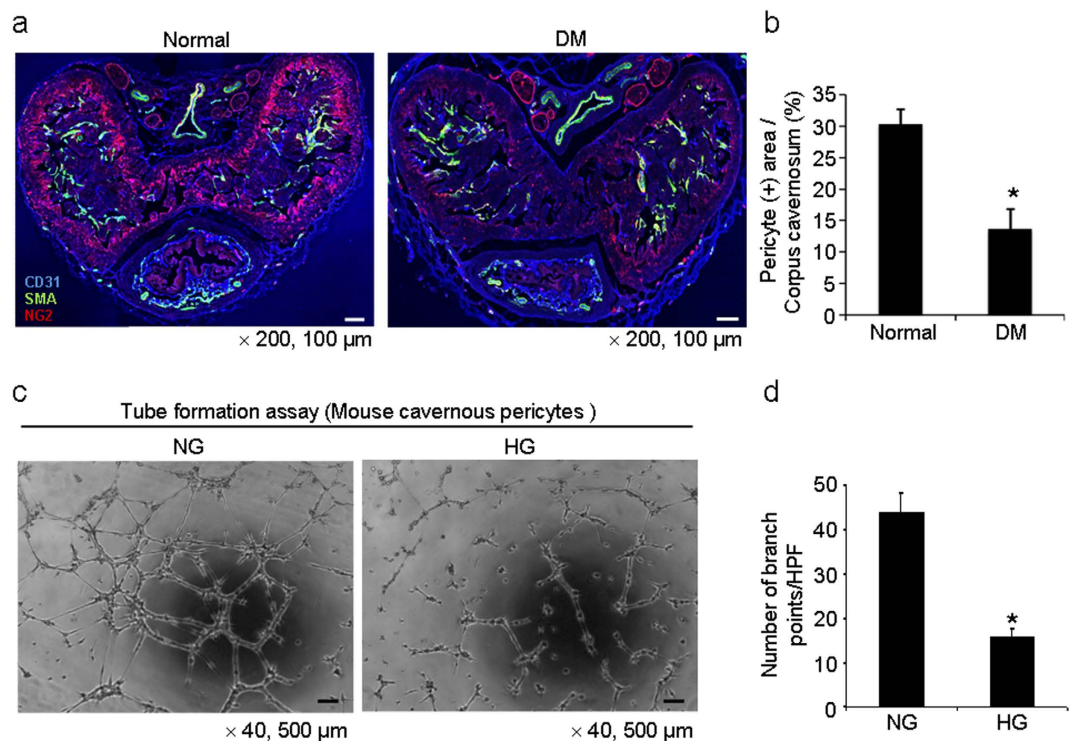 a
Normal
DM
CD31
SMA
NG2
× 200, 100 µm
× 200, 100 µm
b
Pericyte (+) area /
Corpus cavernosum (%)
35
30
25
20
15
10
5
0
*
Normal
DM
c
Tube formation assay (Mouse cavernous pericytes )
NG
HG
× 40, 500 µm
× 40, 500 µm
d
Number of branch
points/HPF
50
40
30
20
10
0
*
NG
HG